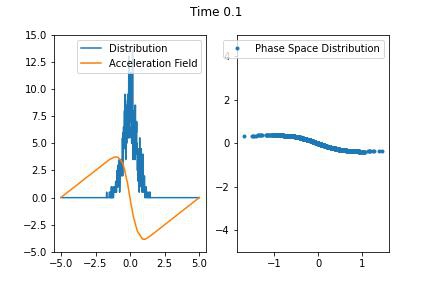 Time 0.1
15.0
12.5
10.0
7.5
5.0
2.5
0.0
−2.5
−5.0
−5.0 −2.5 0.0 2.5 5.0
Distribution
Acceleration Field
4
2
0
−2
−4
−1 0 1
Phase Space Distribution